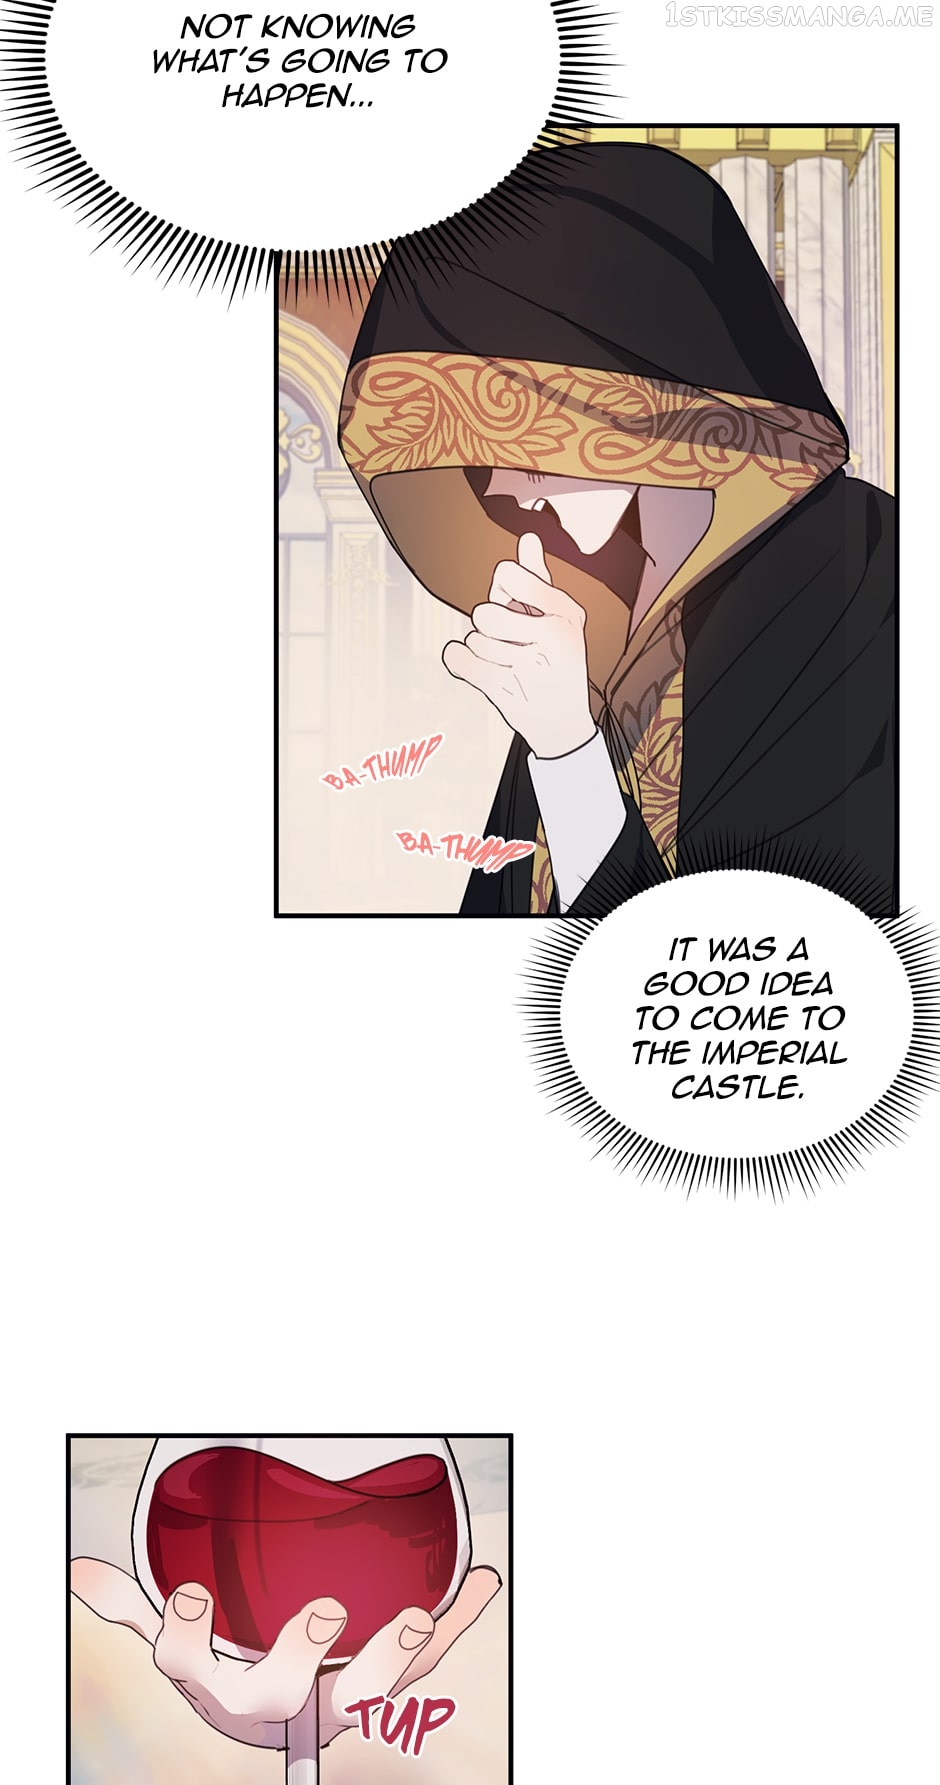 1STKISSMANGA.ME
NOT KNOWING
WHAT'S GOING TO
HAPPEN...
BA-THUMP
BA-THUMP
IT WAS A
GOOD IDEA
TO COME TO
THE IMPERIAL
CASTLE.
TUP